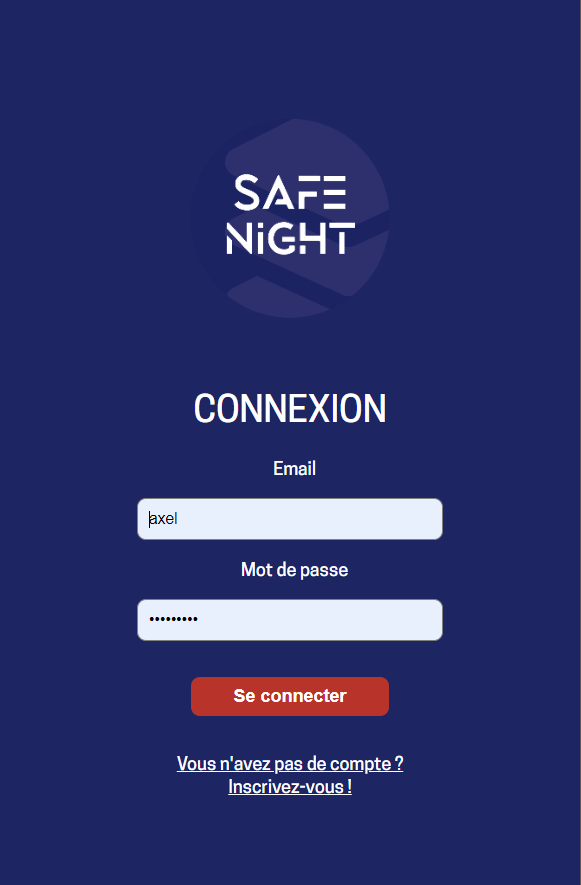 SAFE
NiGHT
CONNEXION
Email
axel
Mot de passe
•••••••••
Se connecter
Vous n'avez pas de compte ?
Inscrivez-vous !